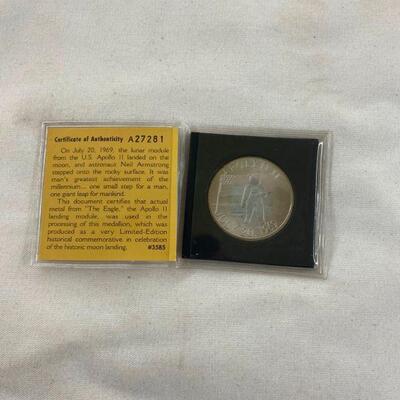 Certificate of Authenticity A27281
On July 20, 1969, the lunar module
from the U.S. Apollo 11 landed on the
moon, and astronaut Neil Armstrong
stepped onto the rocky surface. It was
man's greatest achievement of the
millennium... one small step for a man,
one giant leap for mankind.
This document certifies that actual
metal from "The Eagle," the Apollo 11
landing module, was used in the
processing of this medallion, which was
produced as a very Limited-Edition
historical commemorative in celebration
of the historic moon landing. #3585